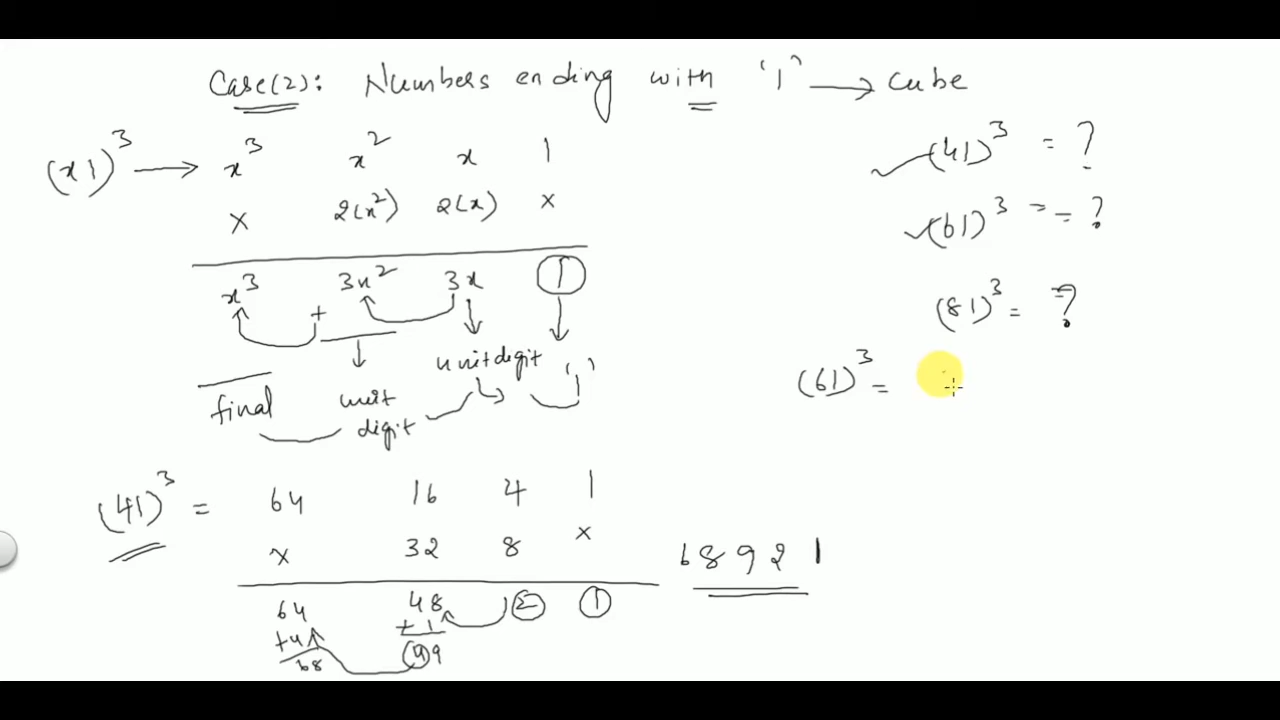 Case(2): Numbers ending with '1' → cube
(x1)³ → x³ x² x 1
x 2(x²) 2(x) x
x³ 3x² 3x 1
+
unit digit '1'
final unit digit
(41)³ = ?
(61)³ = = ?
(81)³ = ?
(61)³ =
(41)³ = 64 16 4 1
x 32 8 x
64 48 2 1
+4 +1
68 49
68921